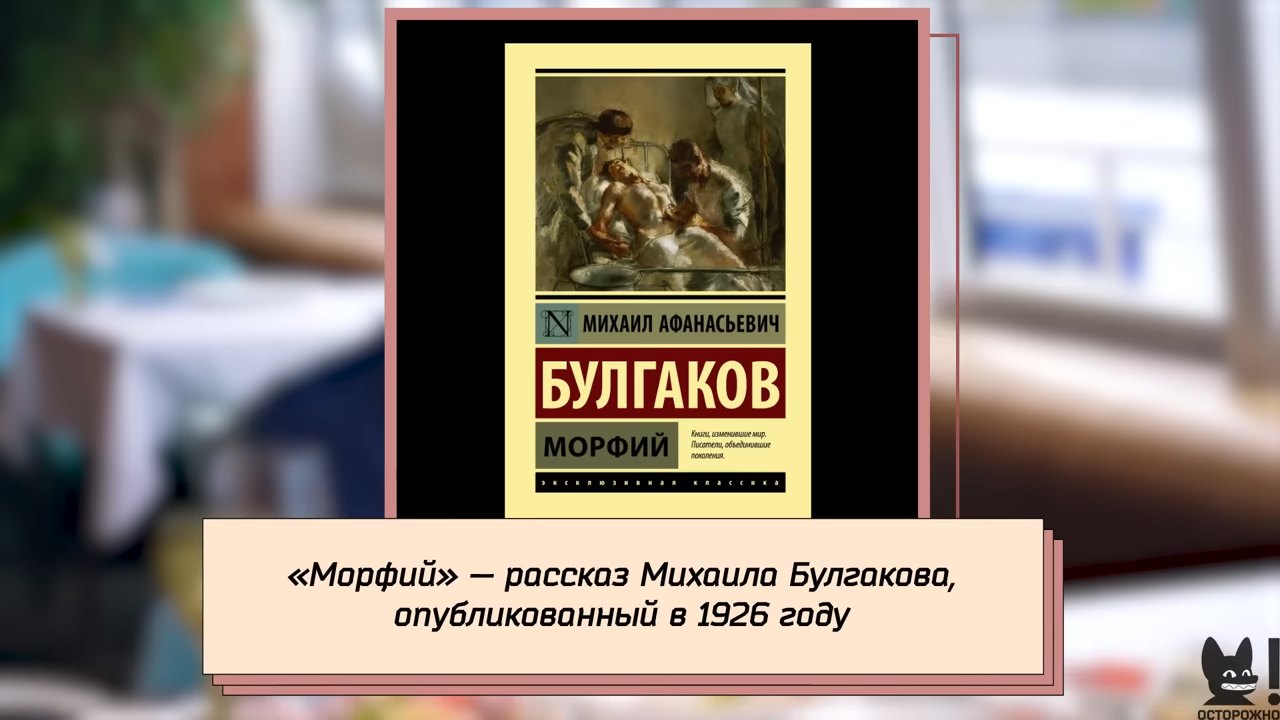 N МИХАИЛ АФАНАСЬЕВИЧ
БУЛГАКОВ
МОРФИЙ
Книги, изменившие мир.
Писатели, объединившие
поколения.
эксклюзивная классика
«Морфий» — рассказ Михаила Булгакова,
опубликованный в 1926 году
!
ОСТОРОЖНО